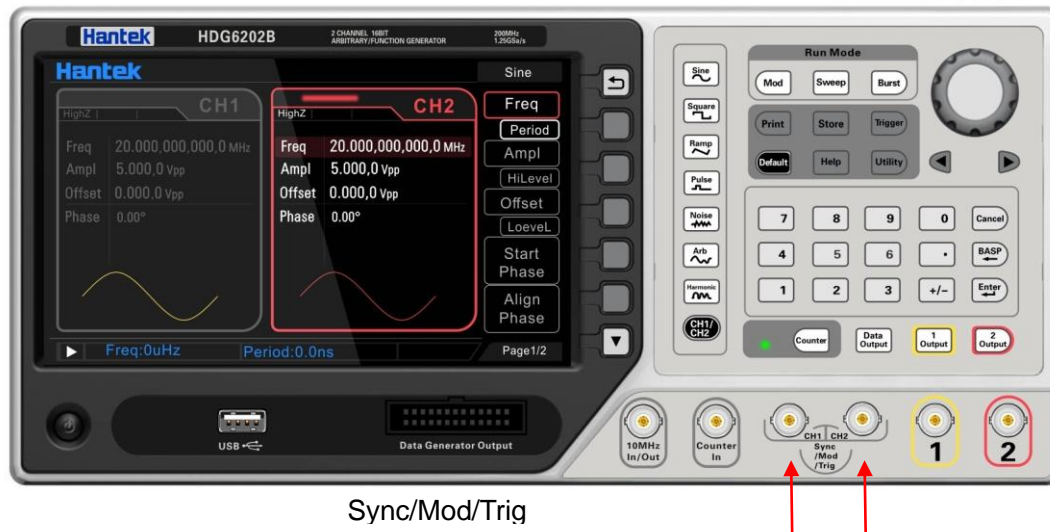 Hantek HDG6202B 2 CHANNEL 16BIT ARBITRARY/FUNCTION GENERATOR 200MHz 1.25GSa/s
Hantek Sine
CH1
HighZ
Freq 20.000,000,000,0 MHz
Ampl 5.000,0 Vpp
Offset 0.000,0 Vpp
Phase 0.00°
CH2
HighZ
Freq 20.000,000,000,0 MHz
Ampl 5.000,0 Vpp
Offset 0.000,0 Vpp
Phase 0.00°
Freq
Period
Ampl
HiLevel
Offset
LoeveL
Start
Phase
Align
Phase
Freq:0uHz Period:0.0ns Page1/2
Sine
Square
Ramp
Pulse
Noise
Arb
Harmonic
CH1/
CH2
Run Mode
Mod Sweep Burst
Print Store Trigger
Default Help Utility
7 8 9 0 Cancel
4 5 6 . BASP
1 2 3 +/- Enter
Counter
Data
Output
1
Output
2
Output
USB
Data Generator Output
10MHz
In/Out
Counter
In
CH1 CH2
Sync
/Mod
/Trig
1
2
Sync/Mod/Trig